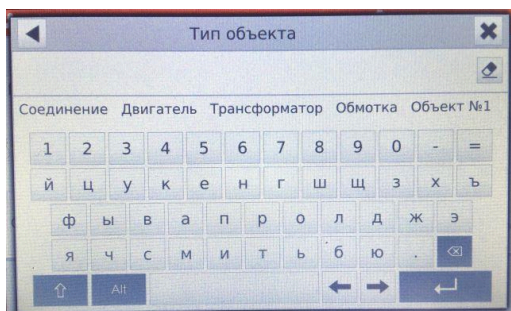 Тип объекта
Соединение Двигатель Трансформатор Обмотка Объект №1
1 2 3 4 5 6 7 8 9 0 - =
й ц у к е н г ш щ з х ъ
ф ы в а п р о л д ж э
я ч с м и т ь б ю .
Alt